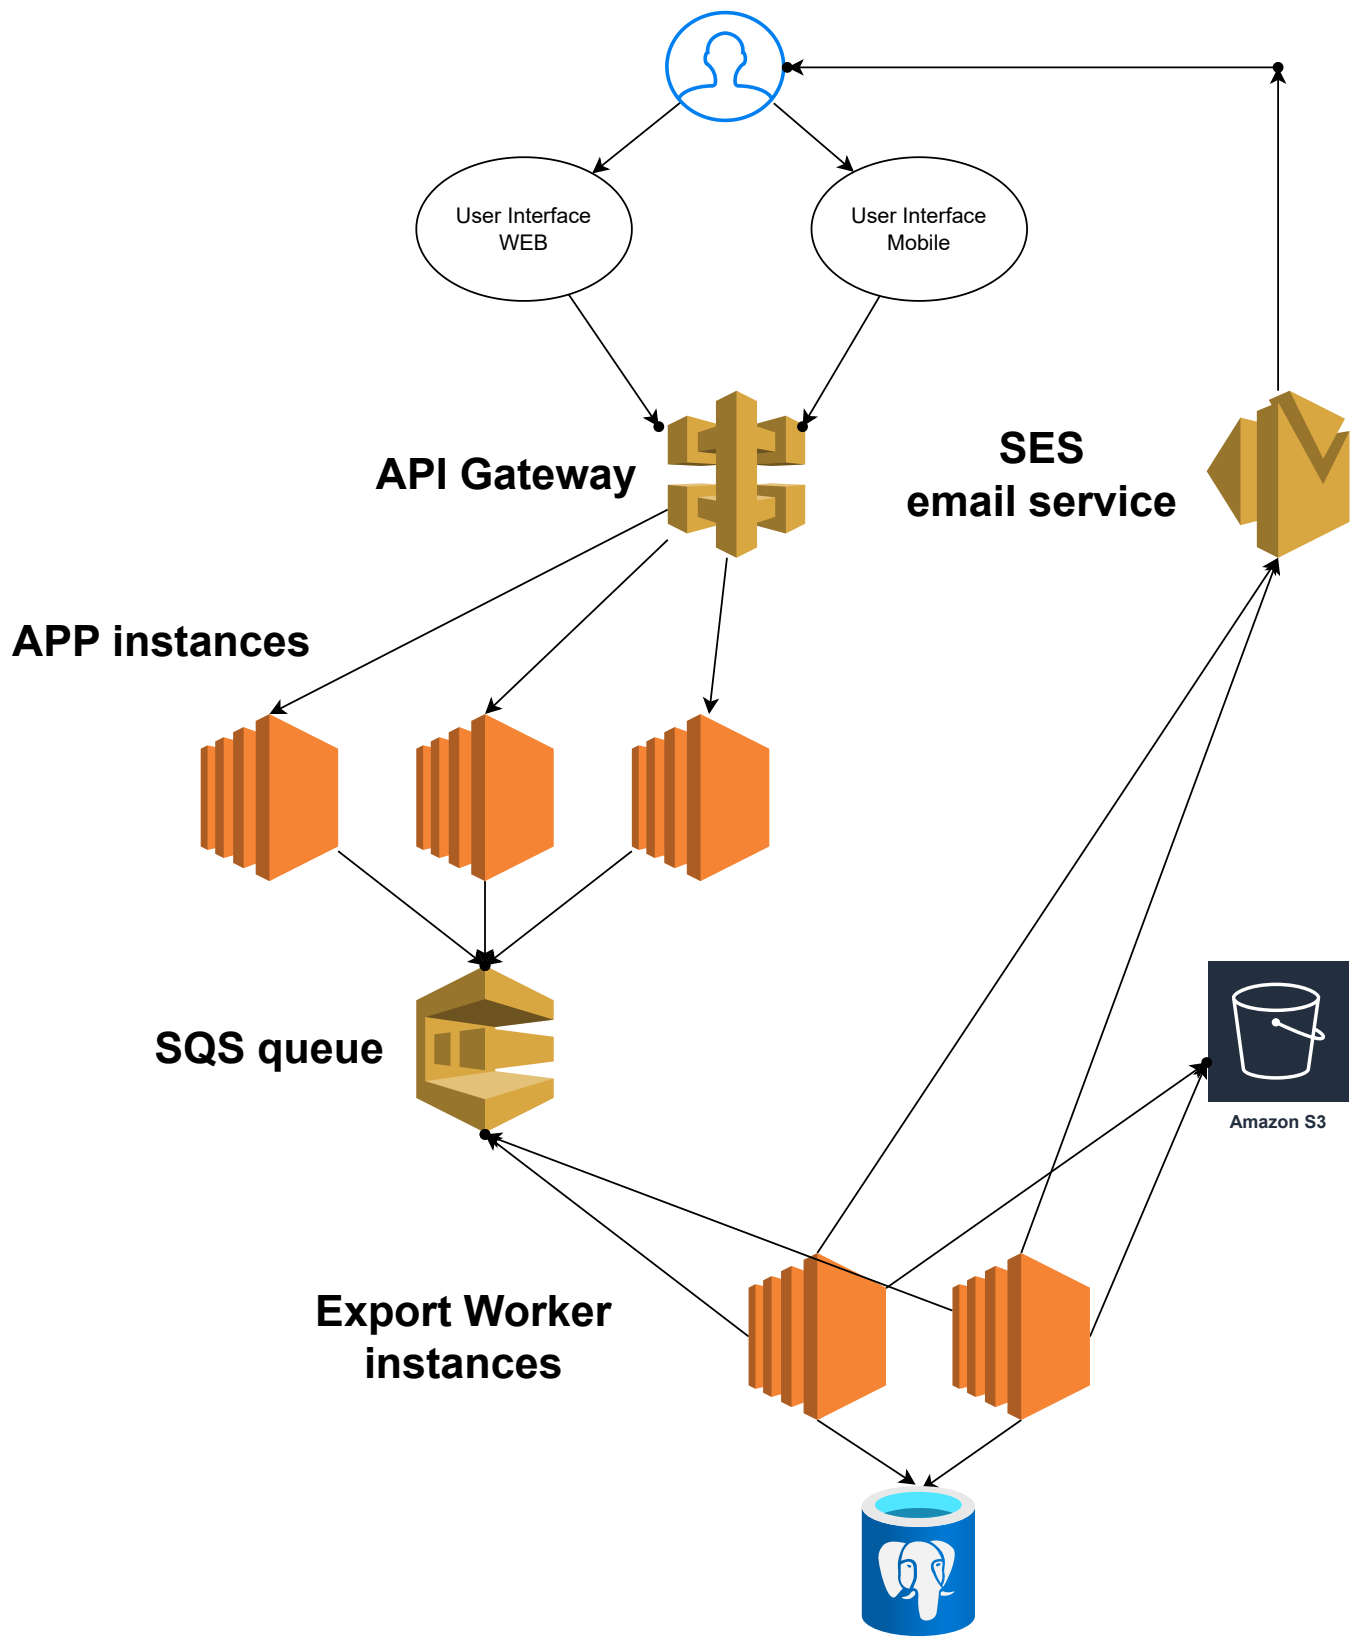 User Interface
WEB
User Interface
Mobile
API Gateway
SES
email service
APP instances
SQS queue
Amazon S3
Export Worker
instances